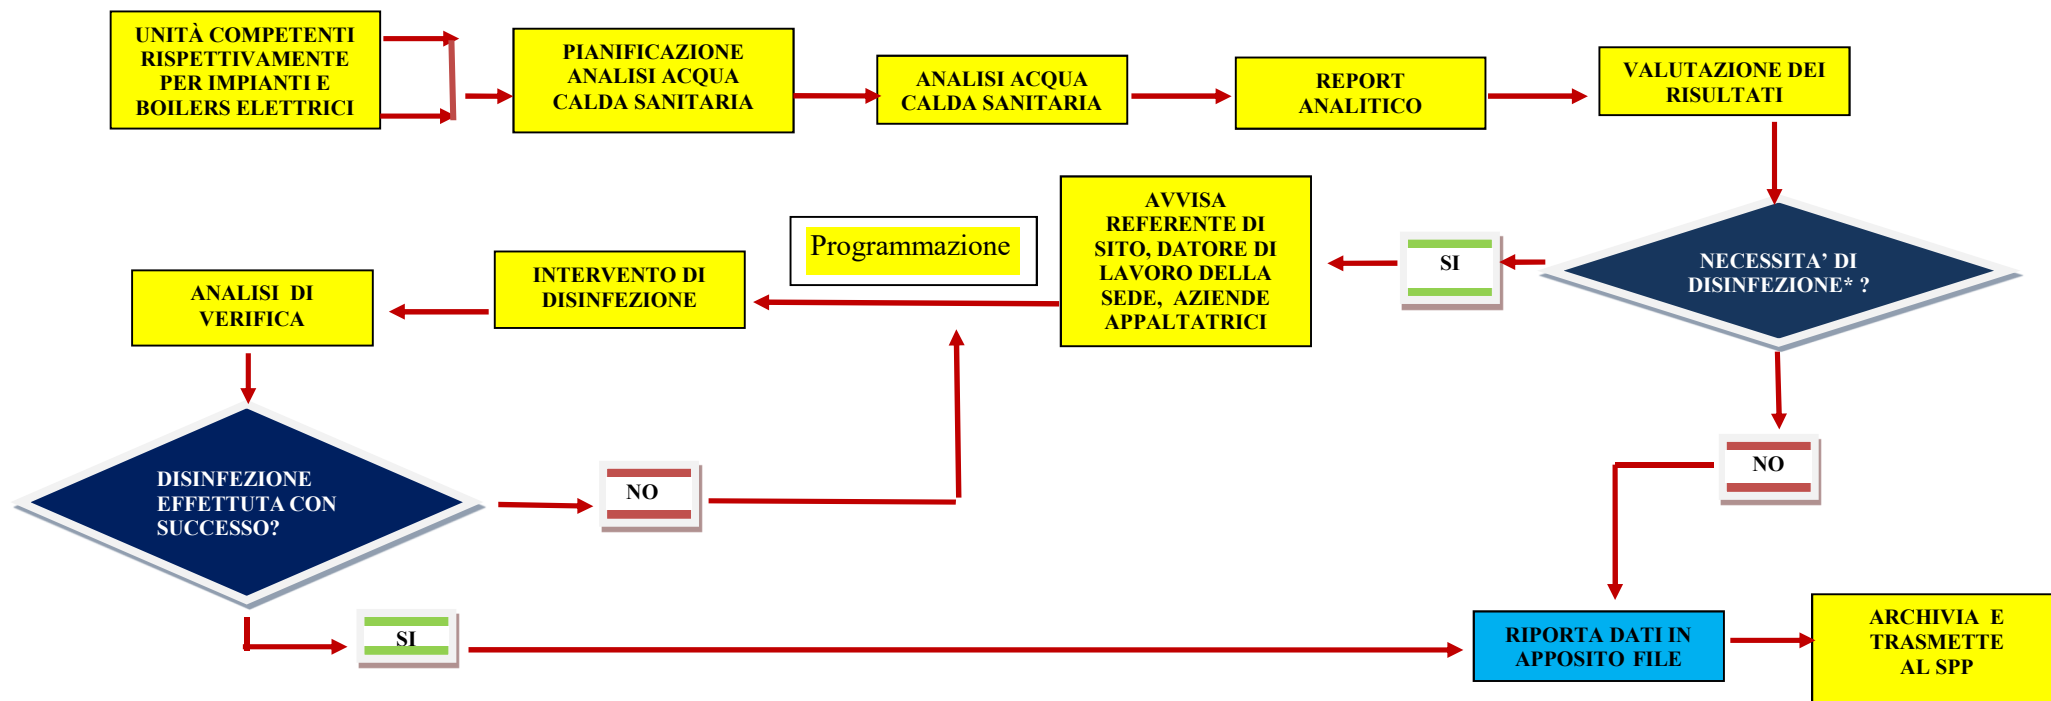 UNITÀ COMPETENTI
RISPETTIVAMENTE
PER IMPIANTI E
BOILERS ELETTRICI
PIANIFICAZIONE
ANALISI ACQUA
CALDA SANITARIA
ANALISI ACQUA
CALDA SANITARIA
REPORT
ANALITICO
VALUTAZIONE DEI
RISULTATI
NECESSITA’ DI
DISINFEZIONE* ?
SI
AVVISA
REFERENTE DI
SITO, DATORE DI
LAVORO DELLA
SEDE, AZIENDE
APPALTATRICI
Programmazione
INTERVENTO DI
DISINFEZIONE
ANALISI DI
VERIFICA
DISINFEZIONE
EFFETTUTA CON
SUCCESSO?
NO
NO
SI
RIPORTA DATI IN
APPOSITO FILE
ARCHIVIA E
TRASMETTE
AL SPP